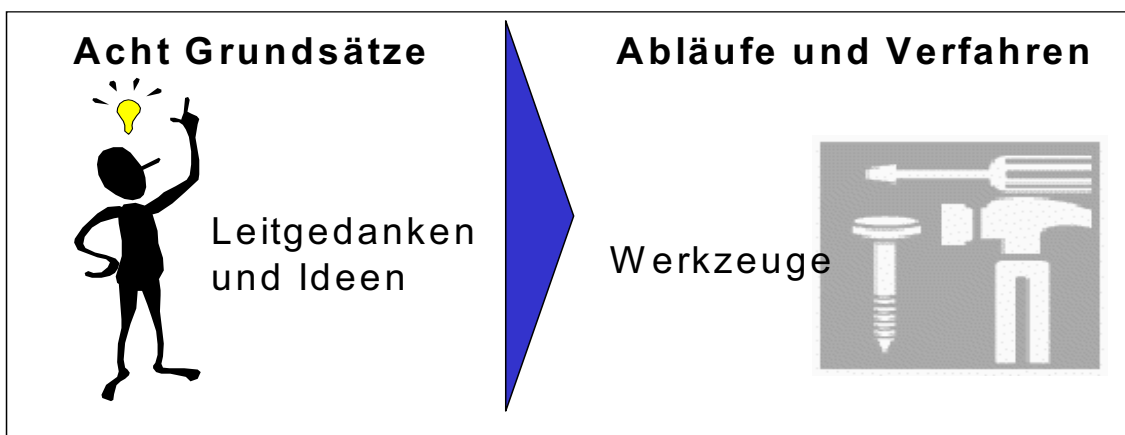 Acht Grundsätze
Leitgedanken
und Ideen
Abläufe und Verfahren
Werkzeuge